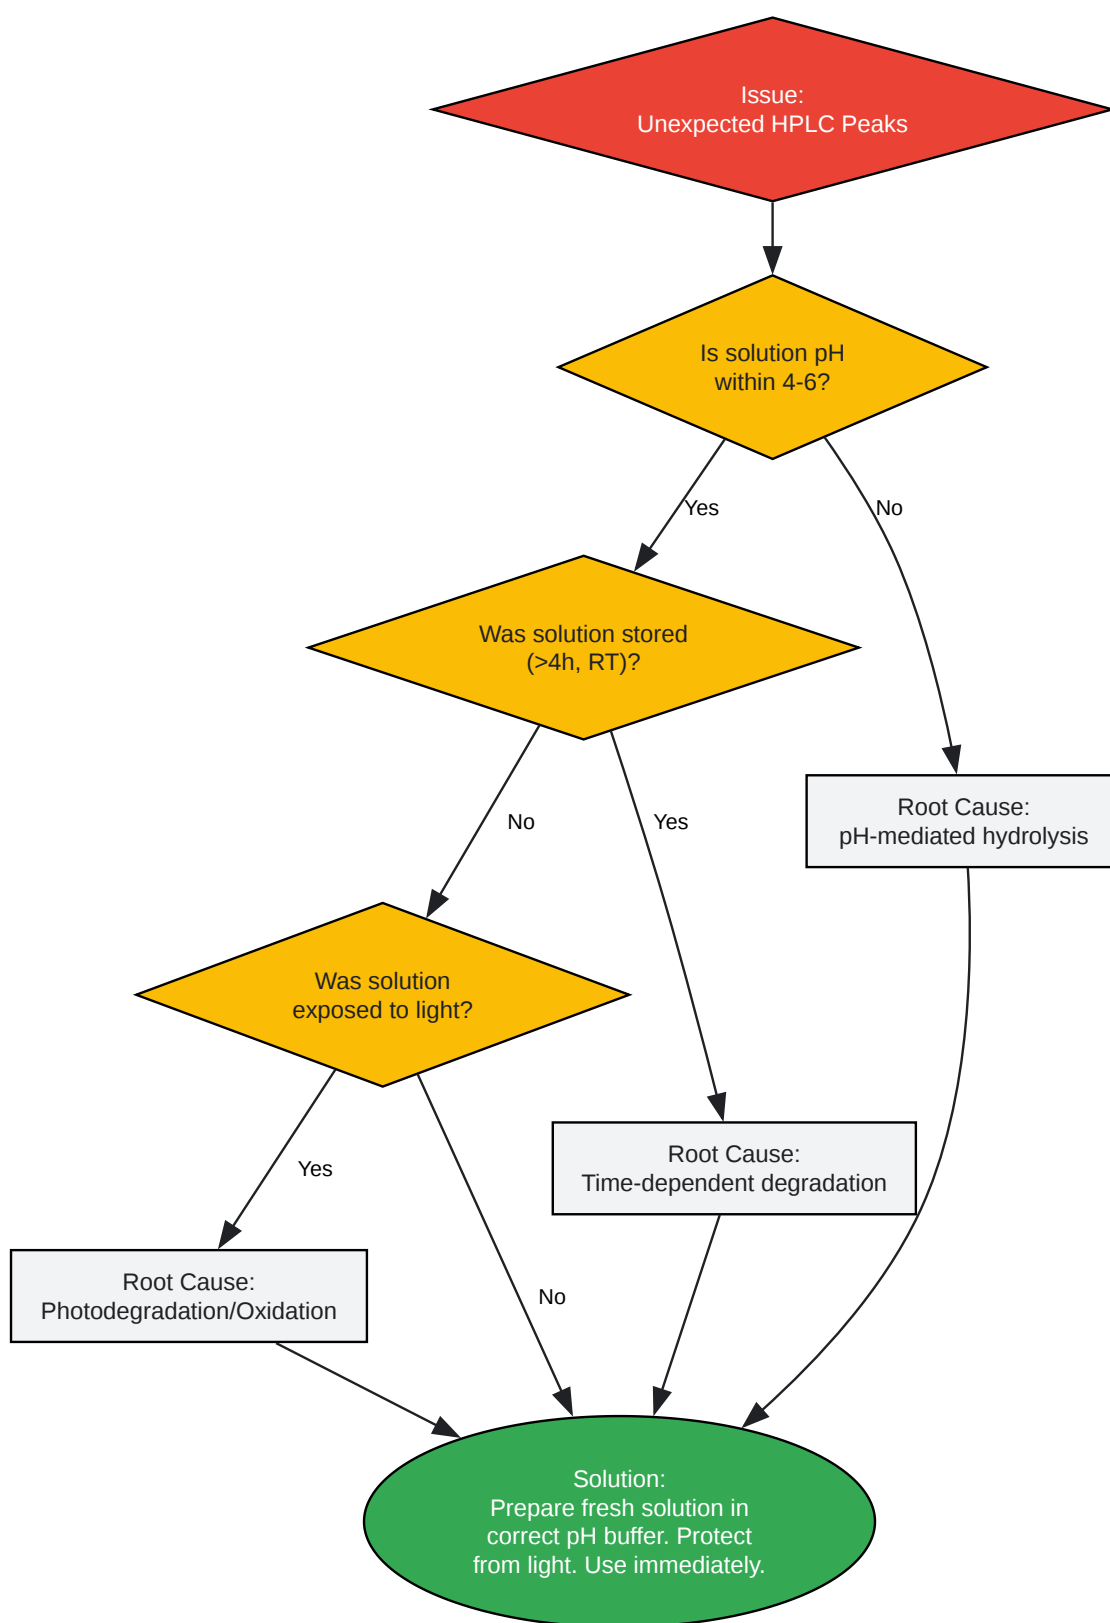 Issue:
Unexpected HPLC Peaks
Is solution pH
within 4-6?
Yes
No
Was solution stored
(>4h, RT)?
No
Yes
Root Cause:
pH-mediated hydrolysis
Was solution
exposed to light?
Yes
No
Root Cause:
Time-dependent degradation
Root Cause:
Photodegradation/Oxidation
Solution:
Prepare fresh solution in
correct pH buffer. Protect
from light. Use immediately.